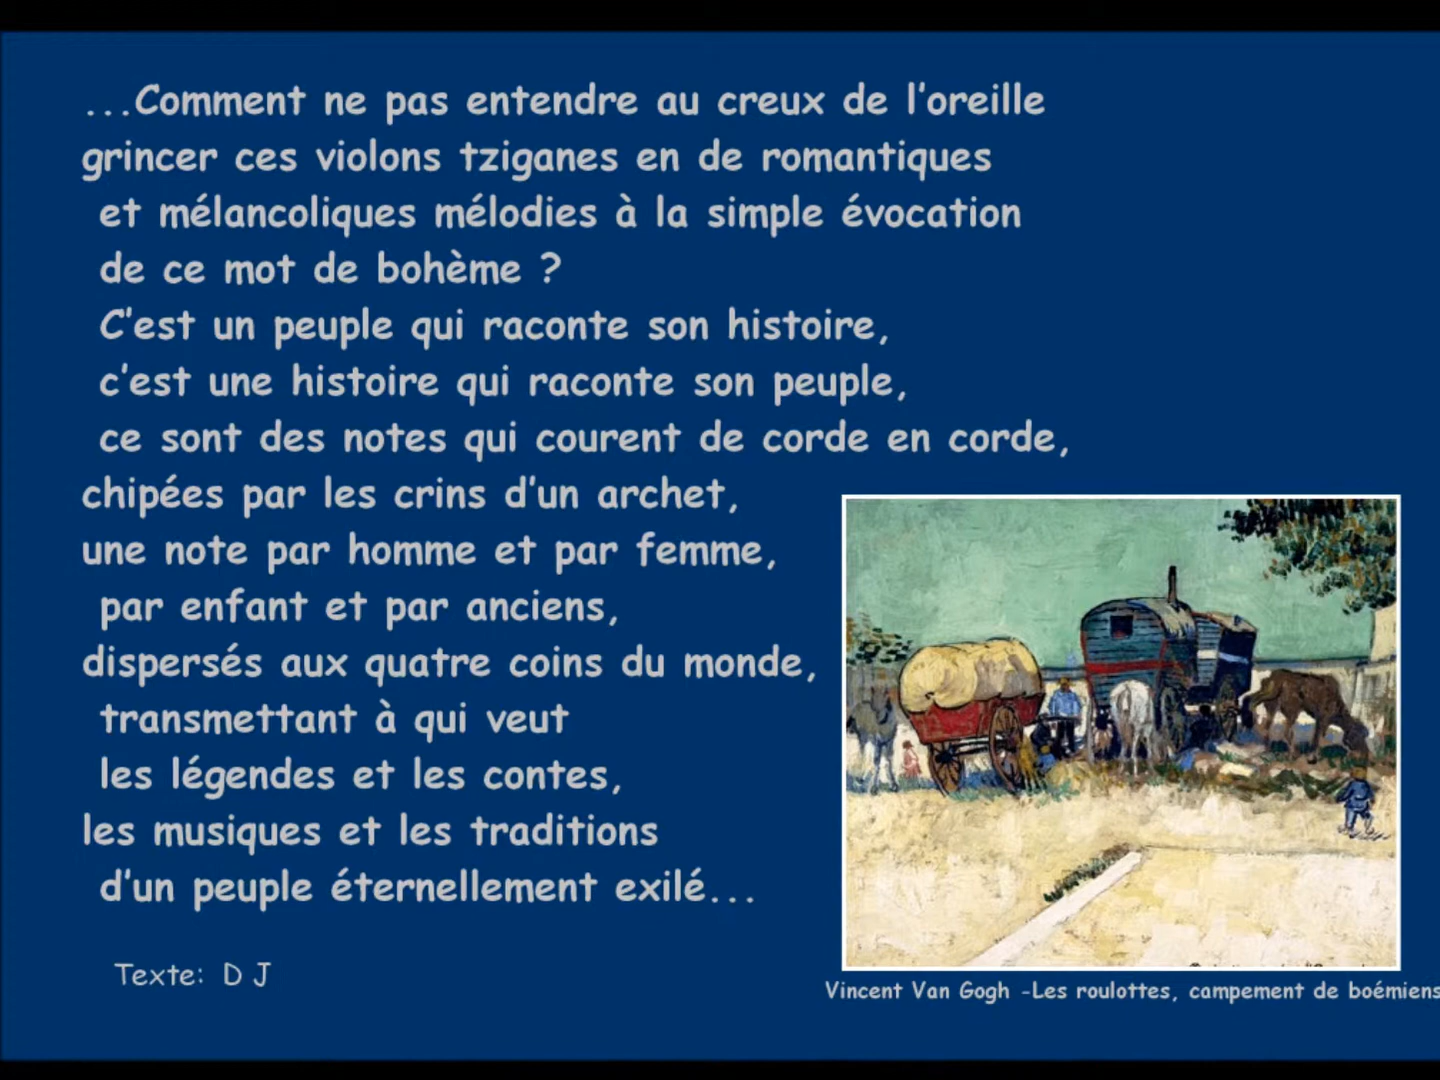 ...Comment ne pas entendre au creux de l'oreille
grincer ces violons tziganes en de romantiques
et mélancoliques mélodies à la simple évocation
de ce mot de bohème ?
C'est un peuple qui raconte son histoire,
c'est une histoire qui raconte son peuple,
ce sont des notes qui courent de corde en corde,
chipées par les crins d'un archet,
une note par homme et par femme,
par enfant et par anciens,
dispersés aux quatre coins du monde,
transmettant à qui veut
les légendes et les contes,
les musiques et les traditions
d'un peuple éternellement exilé...
Texte: D J
Vincent Van Gogh -Les roulottes, campement de boémiens